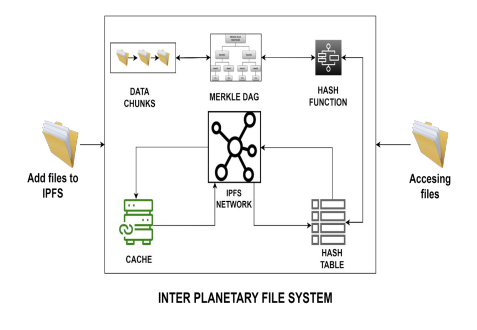 DATA
CHUNKS
MERKLE DAG
HASH
FUNCTION
Add files to
IPFS
IPFS
NETWORK
Accesing
files
CACHE
HASH
TABLE
INTER PLANETARY FILE SYSTEM